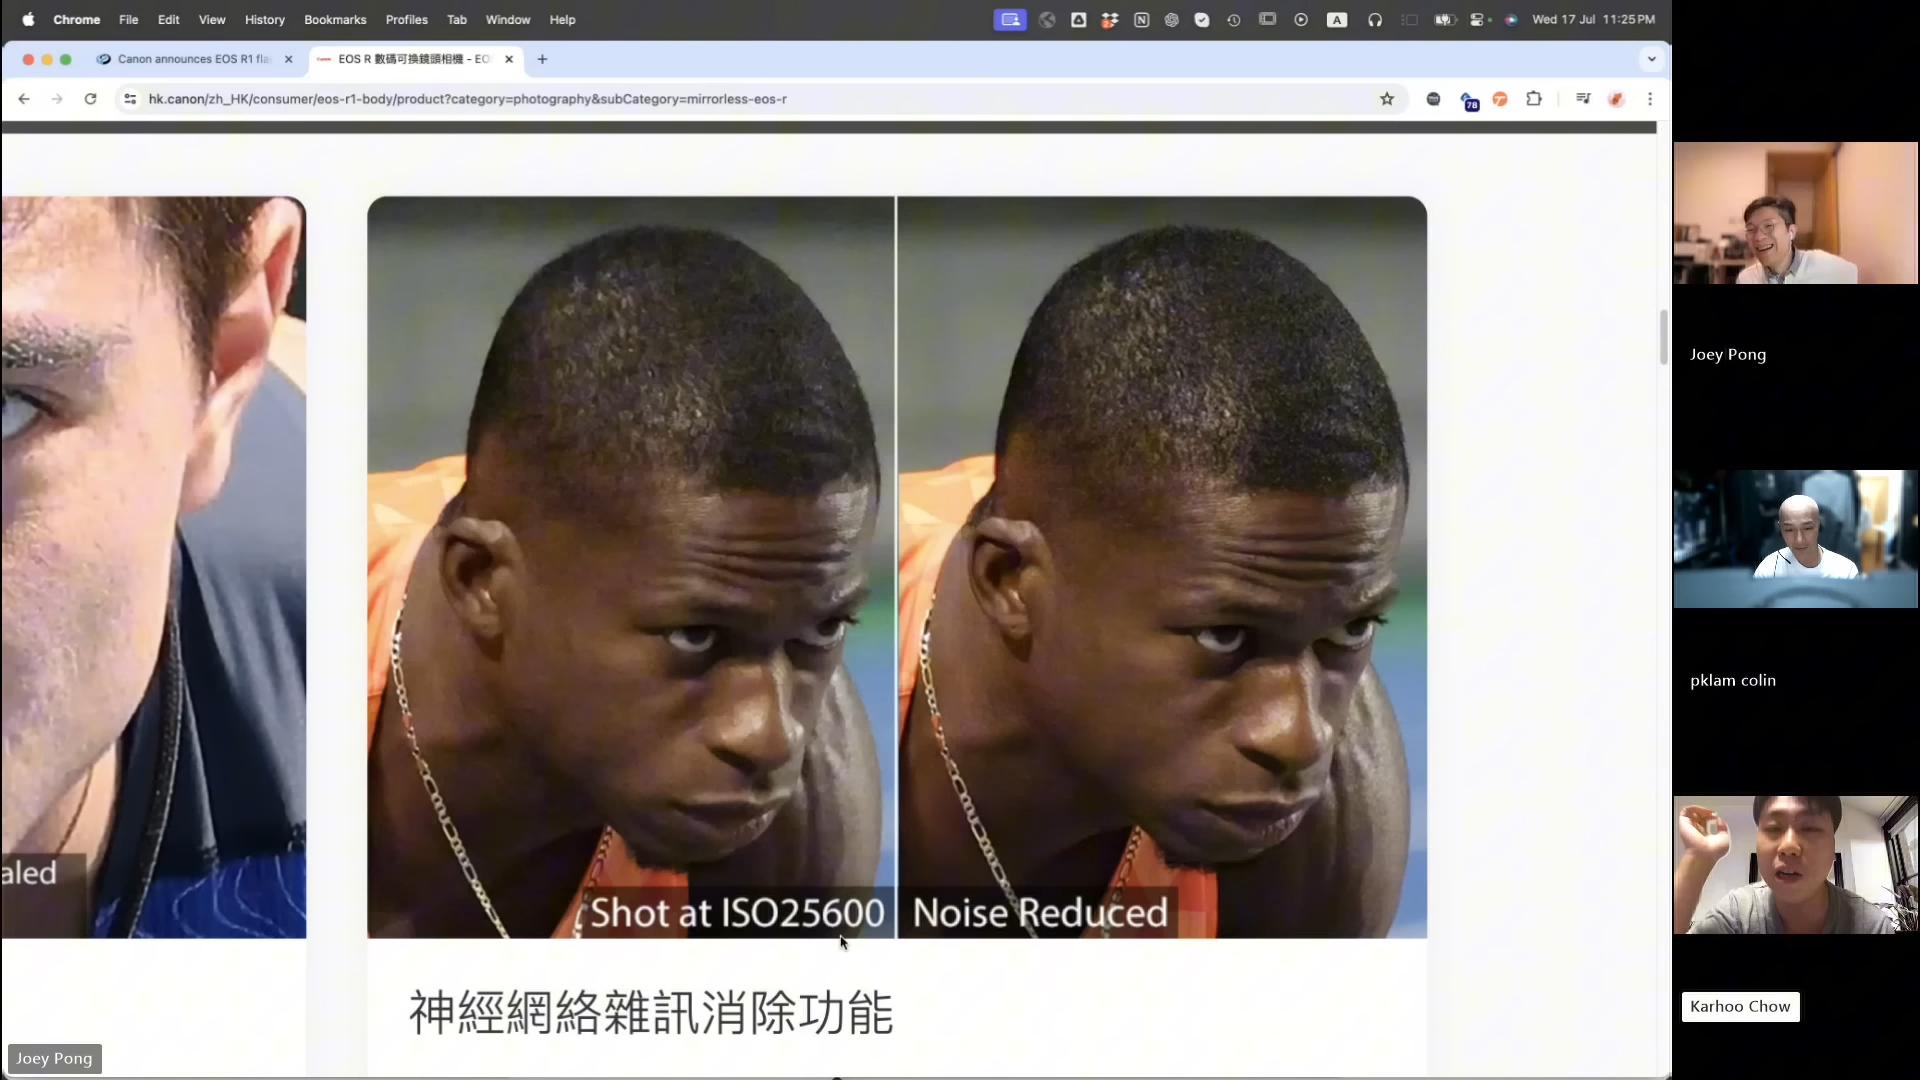 Chrome File Edit View History Bookmarks Profiles Tab Window Help
A
Wed 17 Jul 11:25 PM
Canon announces EOS R1 fla
EOS R 數碼可換鏡頭相機 - EO
hk.canon/zh_HK/consumer/eos-r1-body/product?category=photography&subCategory=mirrorless-eos-r
78
aled
Shot at ISO25600
Noise Reduced
神經網絡雜訊消除功能
Joey Pong
Joey Pong
pklam colin
Karhoo Chow